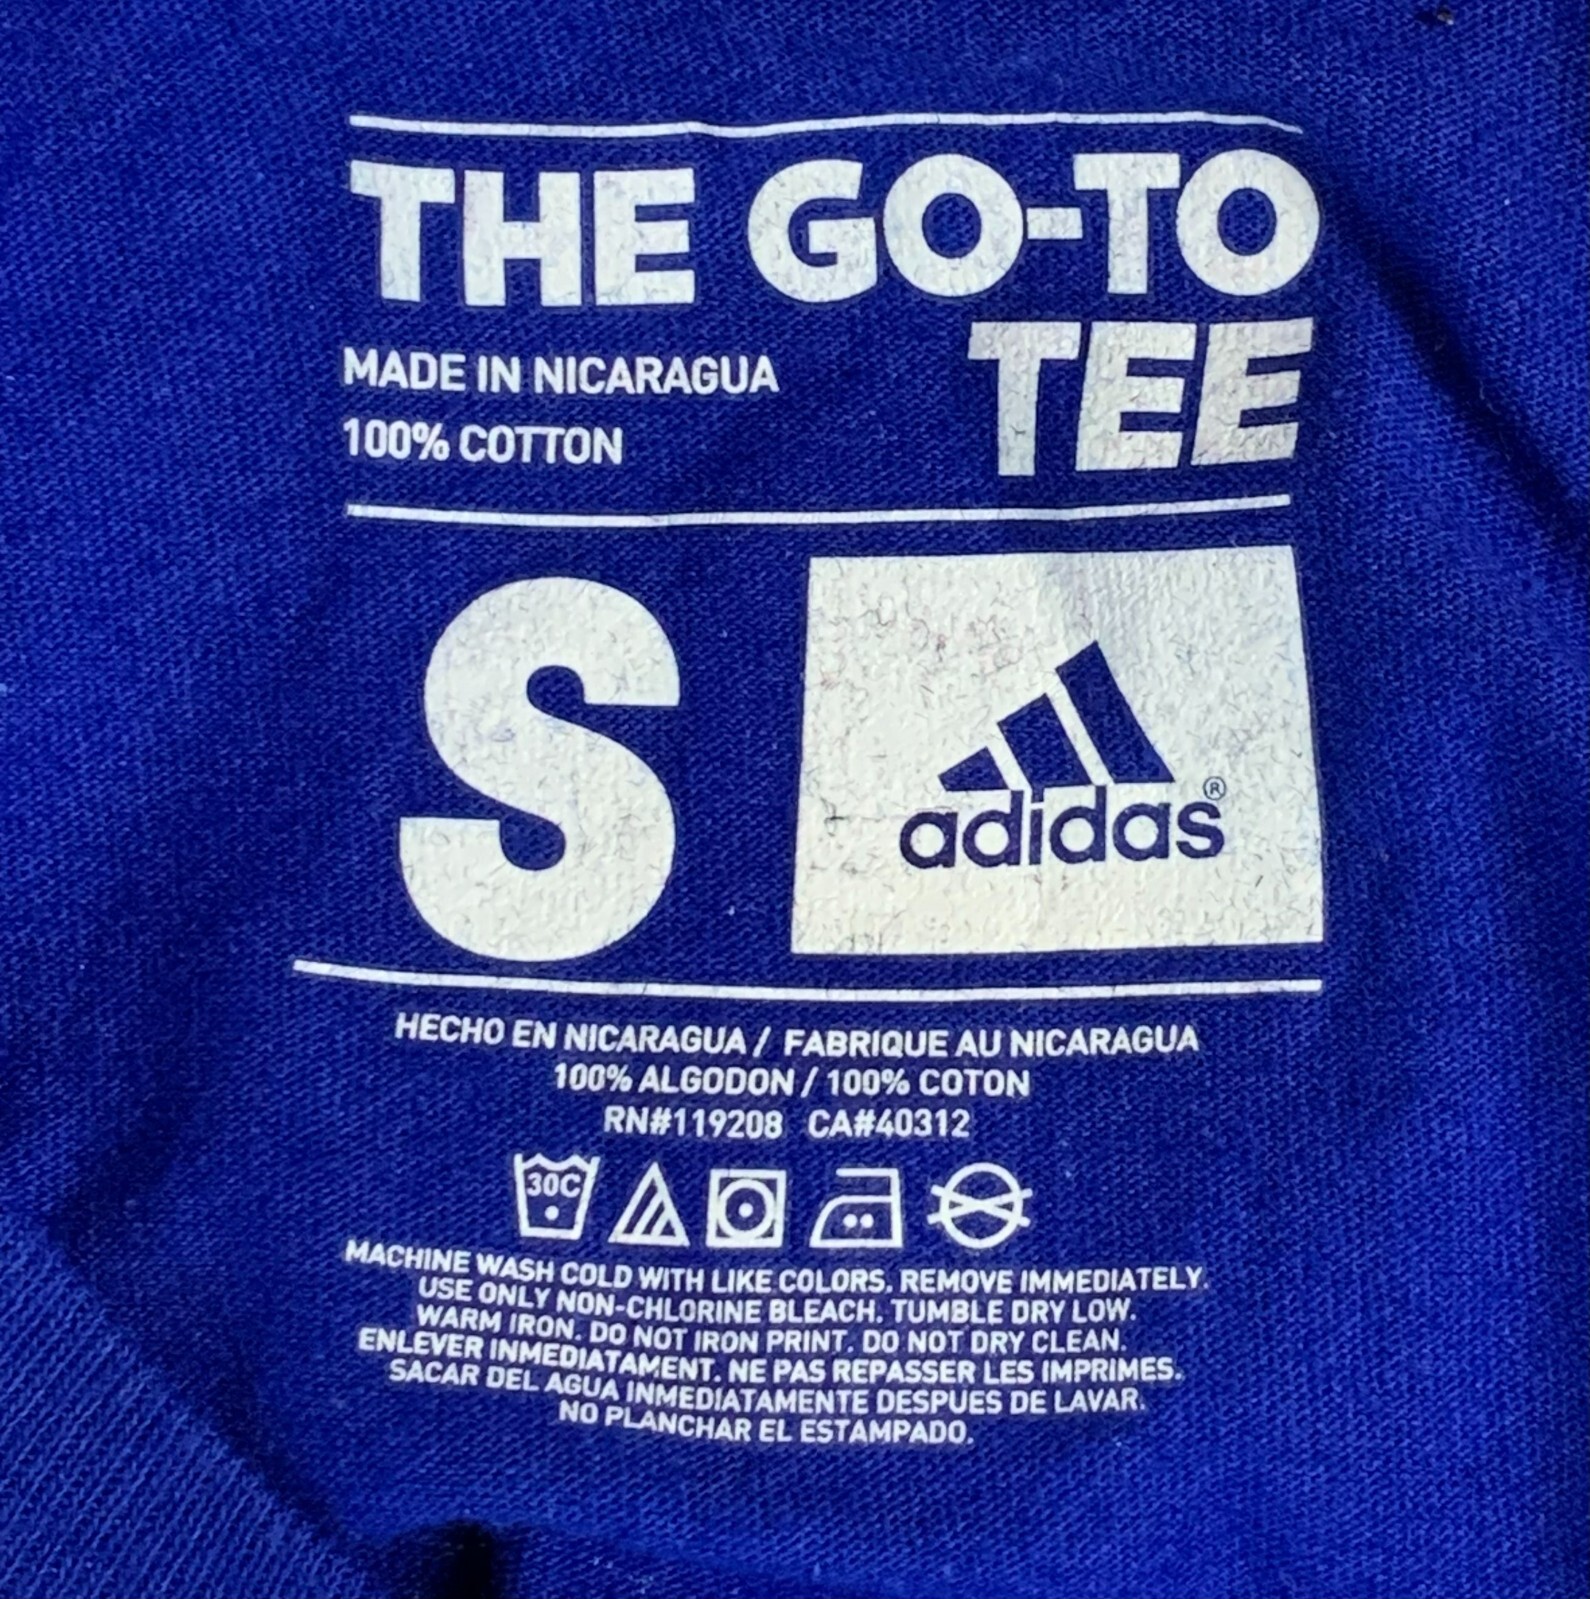 THE GO-TO
TEE
MADE IN NICARAGUA
100% COTTON
S
adidas®
HECHO EN NICARAGUA / FABRIQUE AU NICARAGUA
100% ALGODON / 100% COTON
RN#119208 CA#40312
30C
MACHINE WASH COLD WITH LIKE COLORS. REMOVE IMMEDIATELY.
USE ONLY NON-CHLORINE BLEACH. TUMBLE DRY LOW.
WARM IRON. DO NOT IRON PRINT. DO NOT DRY CLEAN.
ENLEVER INMEDIATAMENT. NE PAS REPASSER LES IMPRIMES.
SACAR DEL AGUA INMEDIATAMENTE DESPUES DE LAVAR.
NO PLANCHAR EL ESTAMPADO.